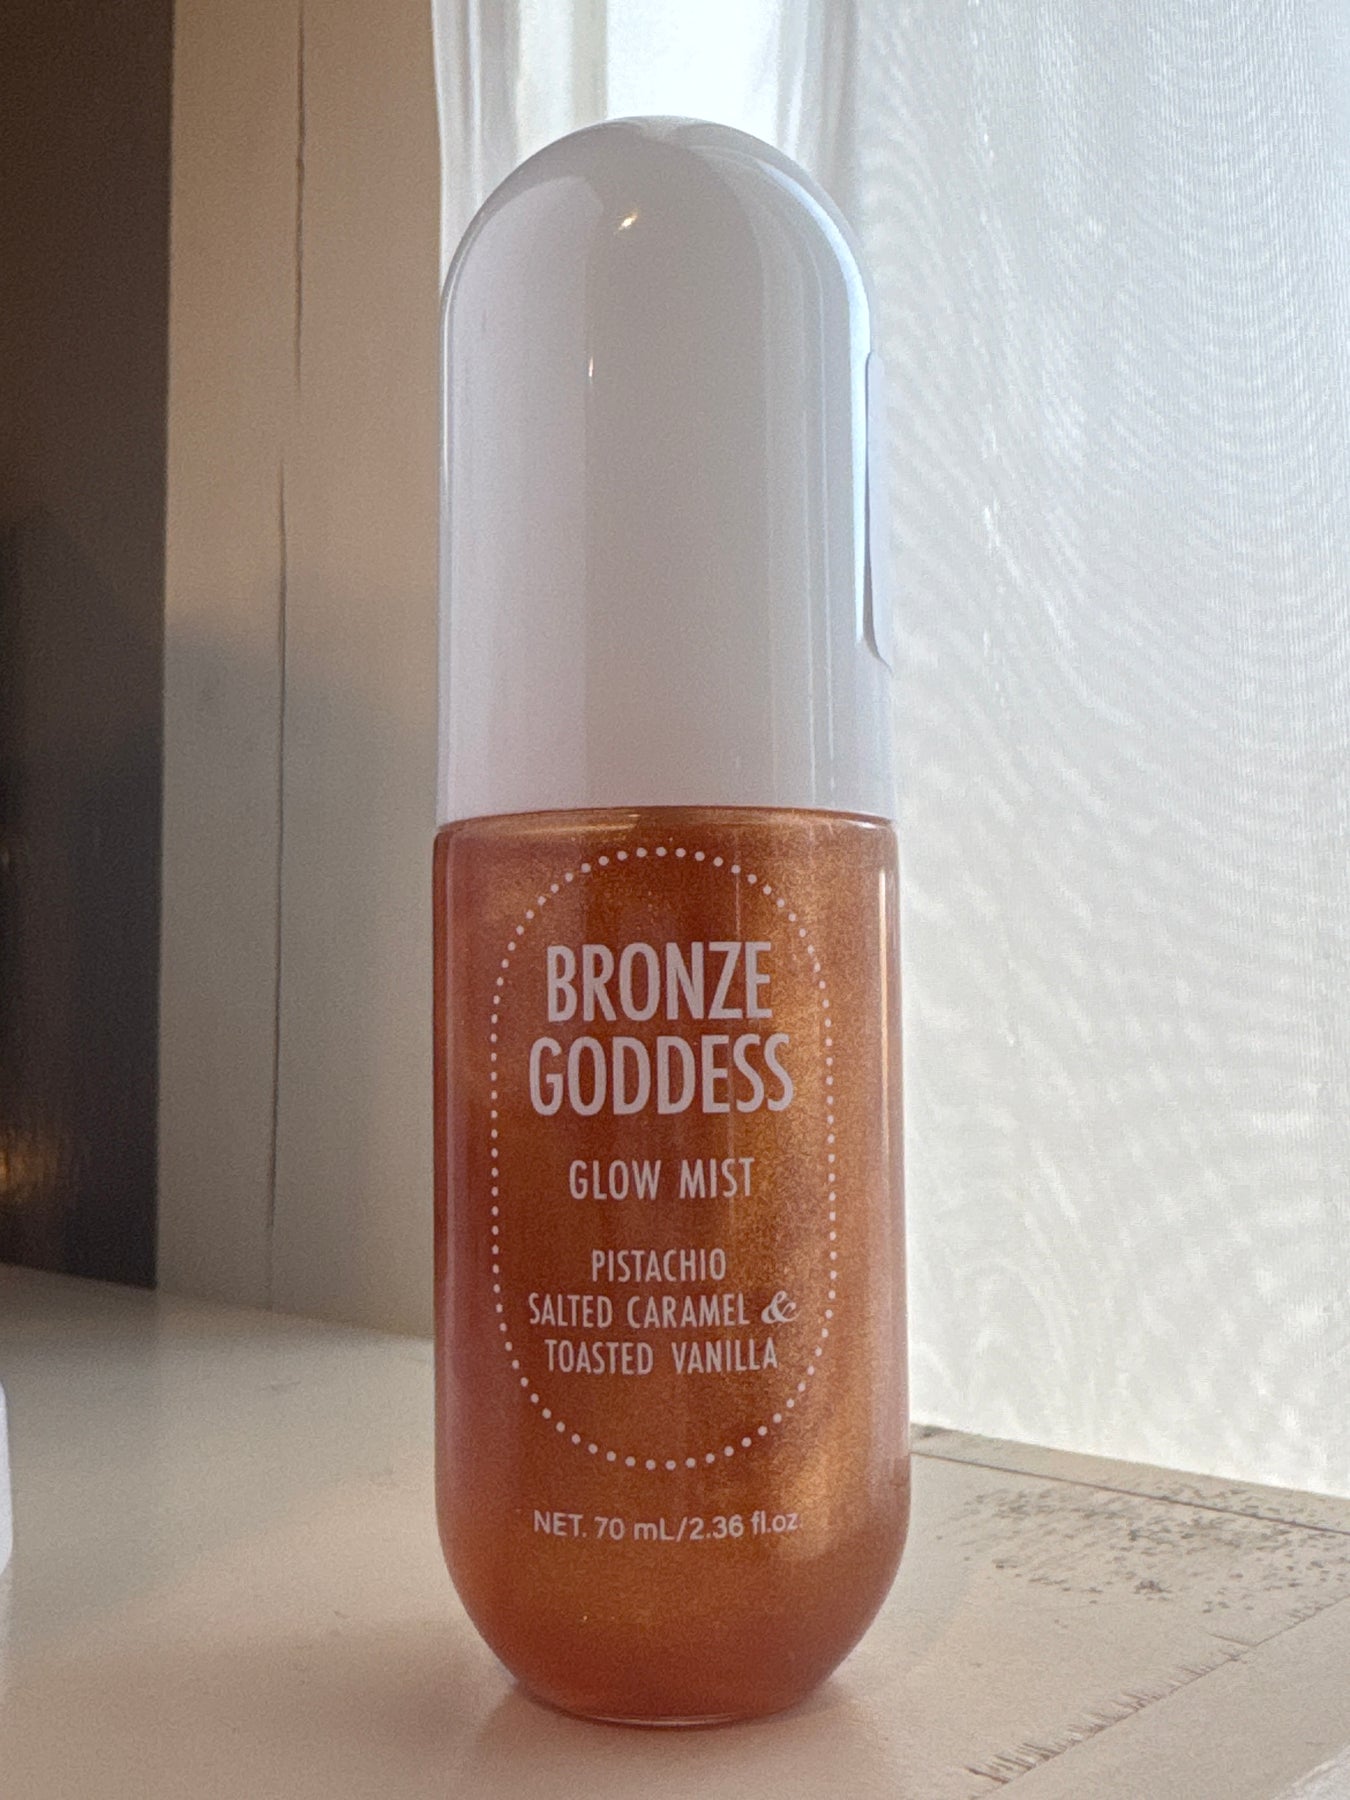 BRONZE
GODDESS
GLOW MIST
PISTACHIO
SALTED CARAMEL &
TOASTED VANILLA
NET. 70 mL/2.36 fl.oz.